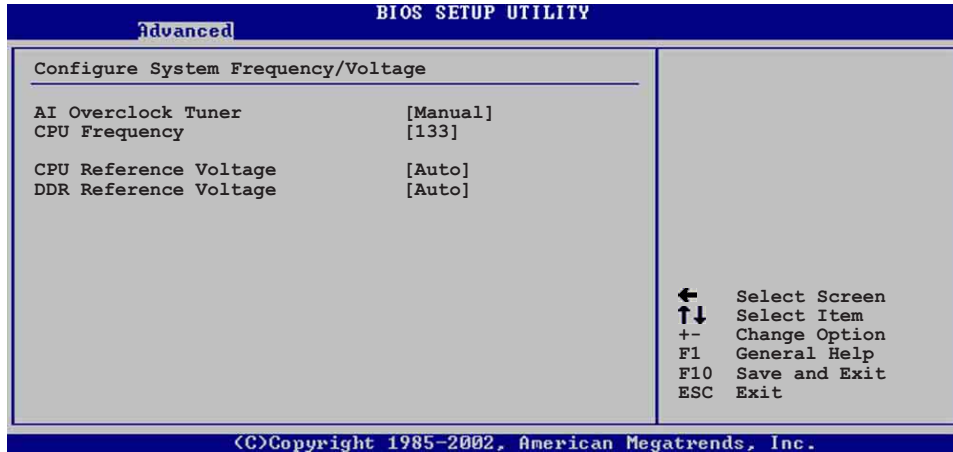 BIOS SETUP UTILITY
Advanced
Configure System Frequency/Voltage
AI Overclock Tuner [Manual]
CPU Frequency [133]
CPU Reference Voltage [Auto]
DDR Reference Voltage [Auto]
← Select Screen
↑↓ Select Item
+- Change Option
F1 General Help
F10 Save and Exit
ESC Exit
(C)Copyright 1985-2002, American Megatrends, Inc.